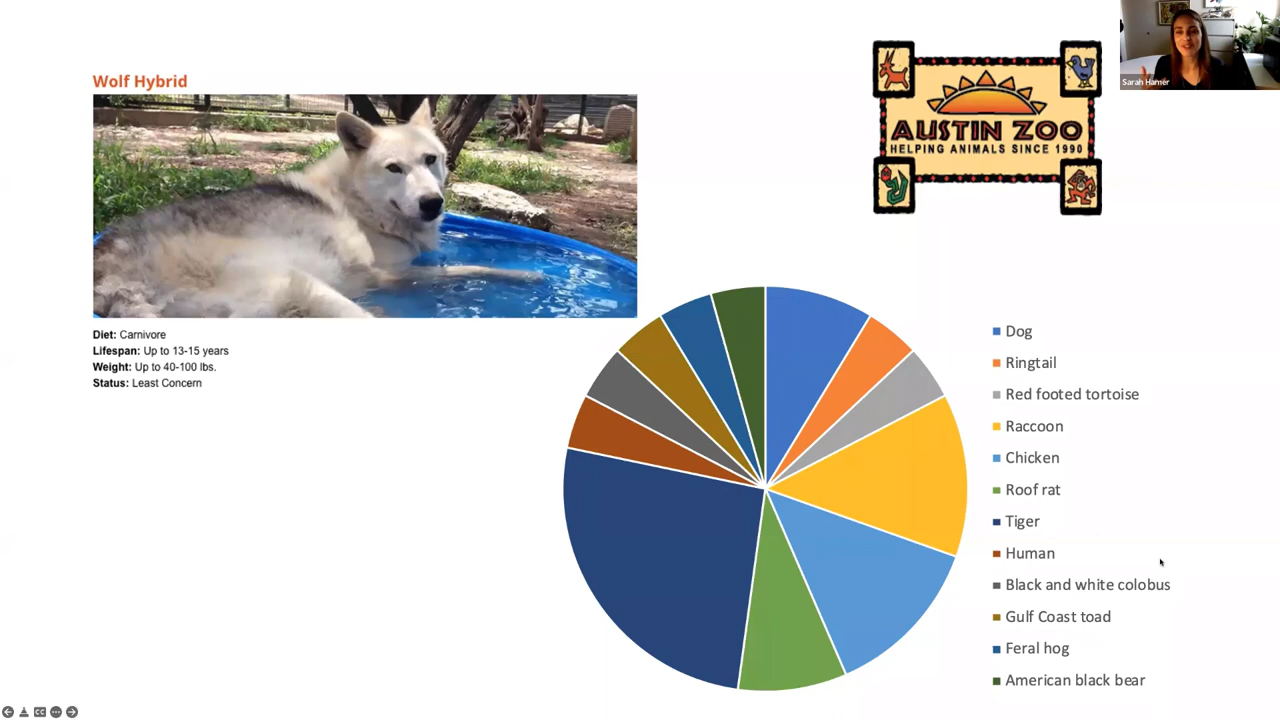 Wolf Hybrid
Diet: Carnivore
Lifespan: Up to 13-15 years
Weight: Up to 40-100 lbs.
Status: Least Concern
AUSTIN ZOO
HELPING ANIMALS SINCE 1990
Sarah Hamer
Dog
Ringtail
Red footed tortoise
Raccoon
Chicken
Roof rat
Tiger
Human
Black and white colobus
Gulf Coast toad
Feral hog
American black bear